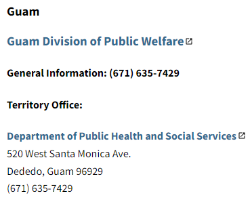 Guam
Guam Division of Public Welfare
General Information: (671) 635-7429
Territory Office:
Department of Public Health and Social Services
520 West Santa Monica Ave.
Dededo, Guam 96929
(671) 635-7429